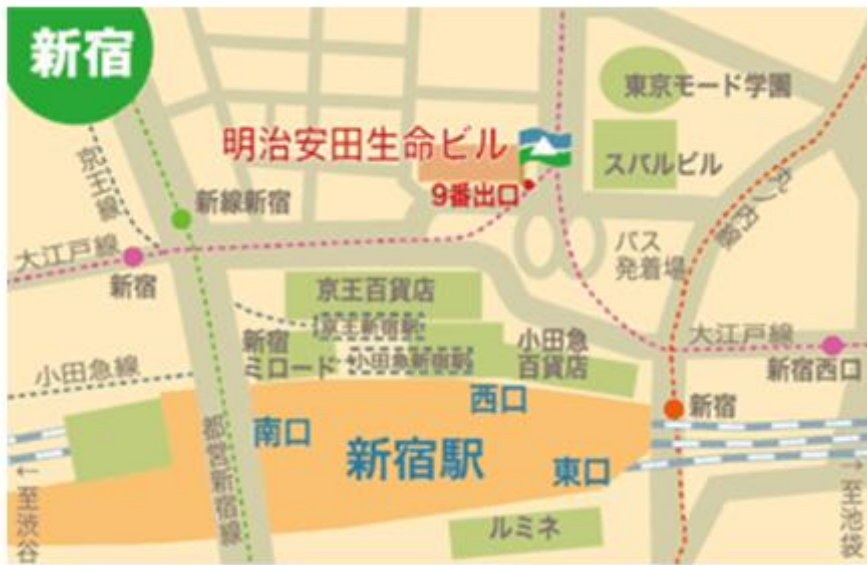 新宿
東京モード学園
明治安田生命ビル
スバルビル
9番出口
京王線
新線新宿
大江戸線
新宿
バス
発着場
丸ノ内線
京王百貨店
京王新宿駅
新宿
ミロード
小田急新宿駅
小田急
百貨店
大江戸線
新宿西口
小田急線
新宿
西口
南口
新宿駅
東口
都営新宿線
ルミネ
←至渋谷
→至池袋